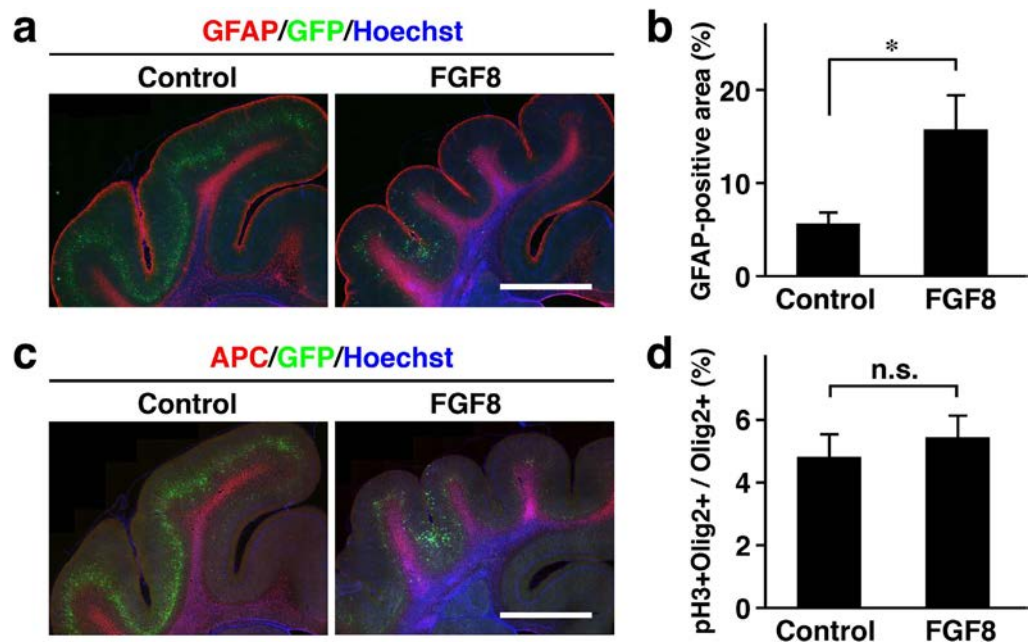 a
GFAP/GFP/Hoechst
Control FGF8
b
GFAP-positive area (%)
20
10
0
*
Control FGF8
c
APC/GFP/Hoechst
Control FGF8
d
pH3+Olig2+ / Olig2+ (%)
6
4
2
0
n.s.
Control FGF8